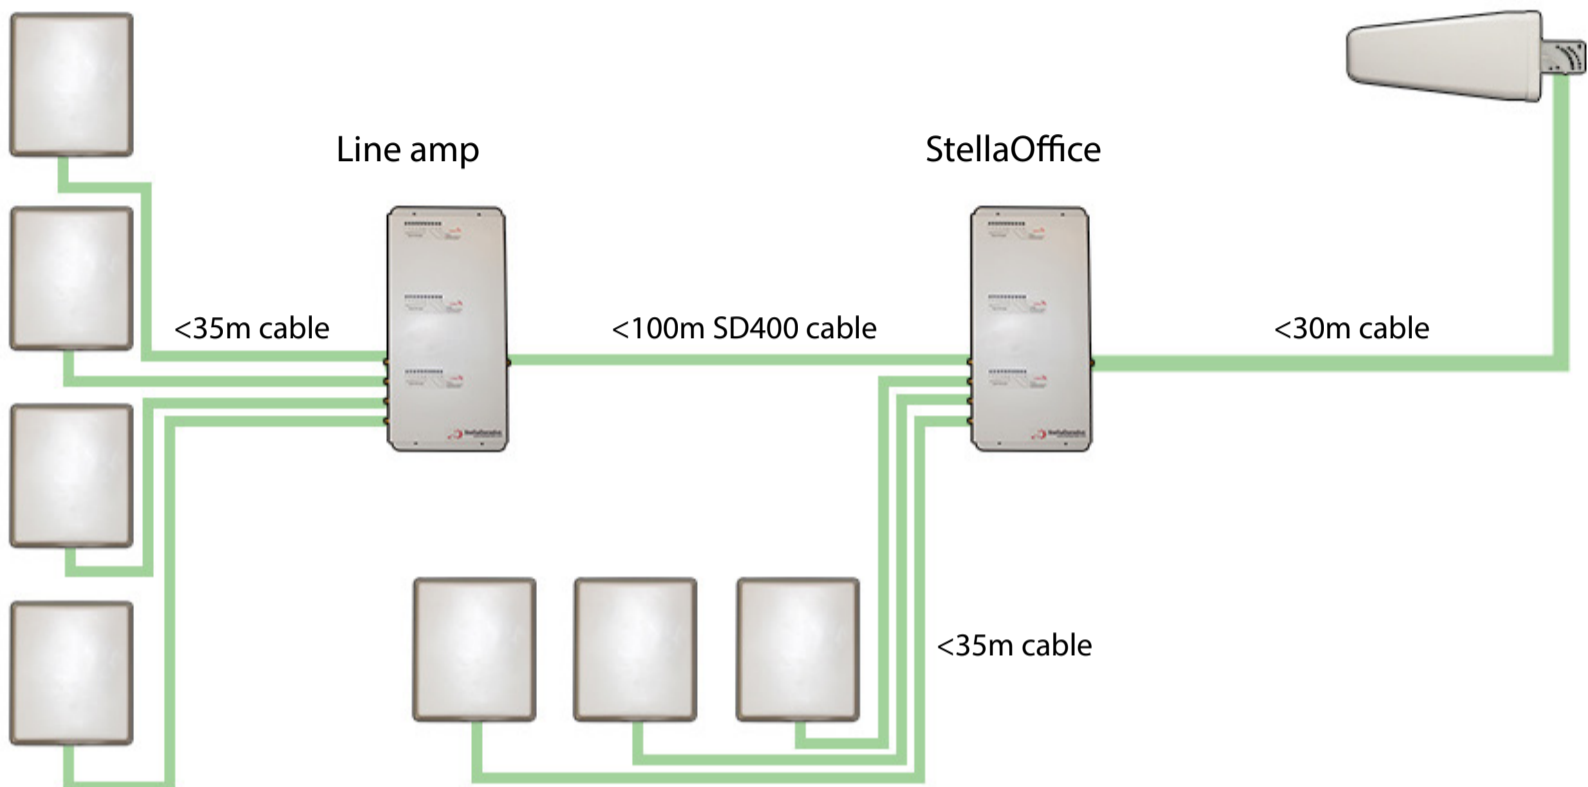 Line amp
StellaOffice
<35m cable
<100m SD400 cable
<30m cable
<35m cable